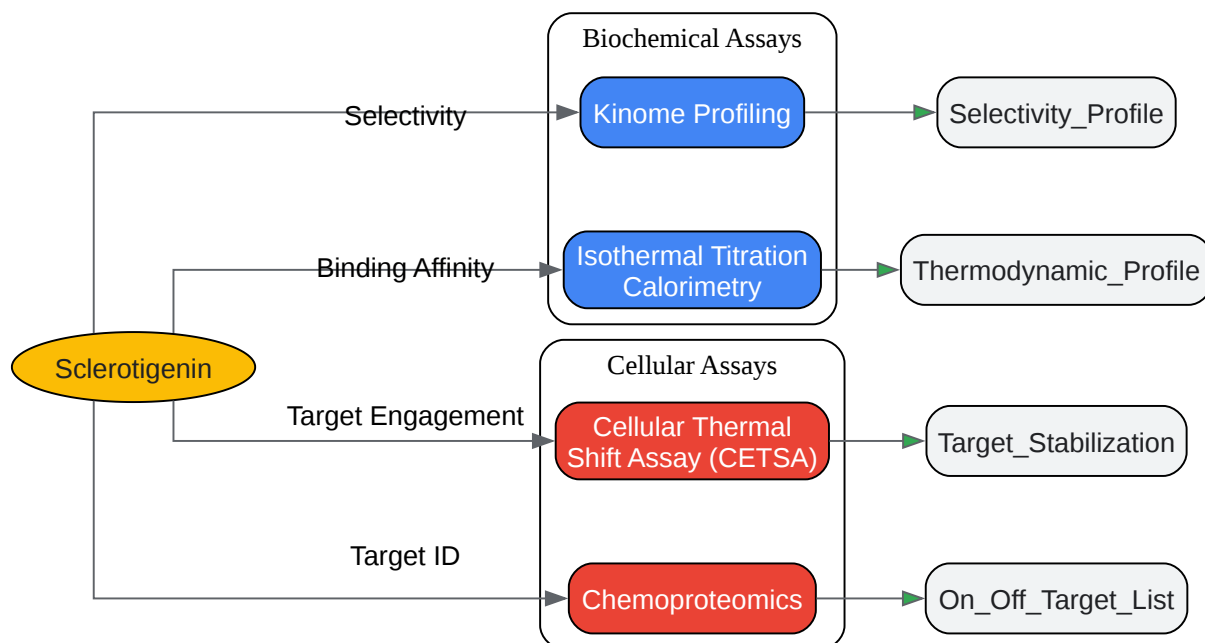 Biochemical Assays
Selectivity
Kinome Profiling
Selectivity_Profile
Binding Affinity
Isothermal Titration
Calorimetry
Thermodynamic_Profile
Sclerotigenin
Cellular Assays
Target Engagement
Cellular Thermal
Shift Assay (CETSA)
Target_Stabilization
Target ID
Chemoproteomics
On_Off_Target_List